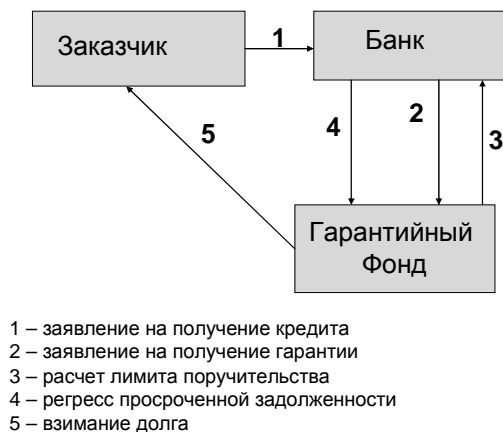 Заказчик
1
Банк
5
4
2
3
Гарантийный
Фонд
1 – заявление на получение кредита
2 – заявление на получение гарантии
3 – расчет лимита поручительства
4 – регресс просроченной задолженности
5 – взимание долга